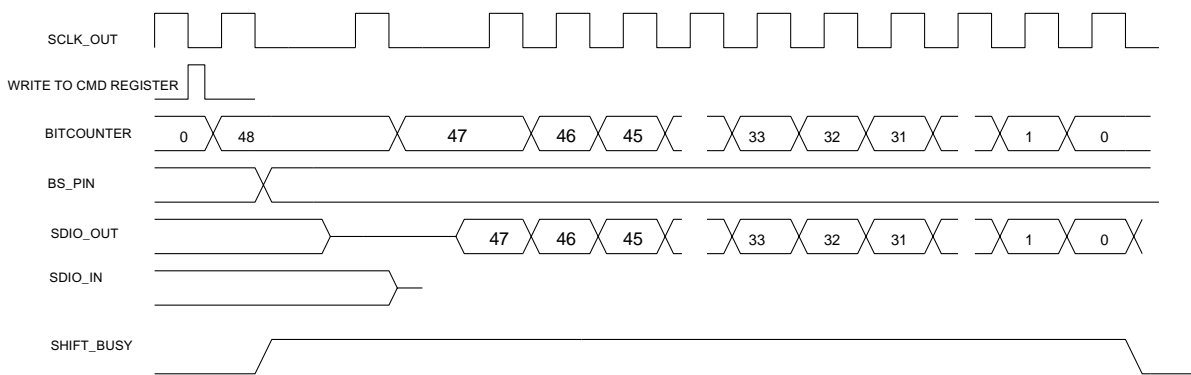 SCLK_OUT
WRITE TO CMD REGISTER
BITCOUNTER 0 48 47 46 45 33 32 31 1 0
BS_PIN
SDIO_OUT 47 46 45 33 32 31 1 0
SDIO_IN
SHIFT_BUSY